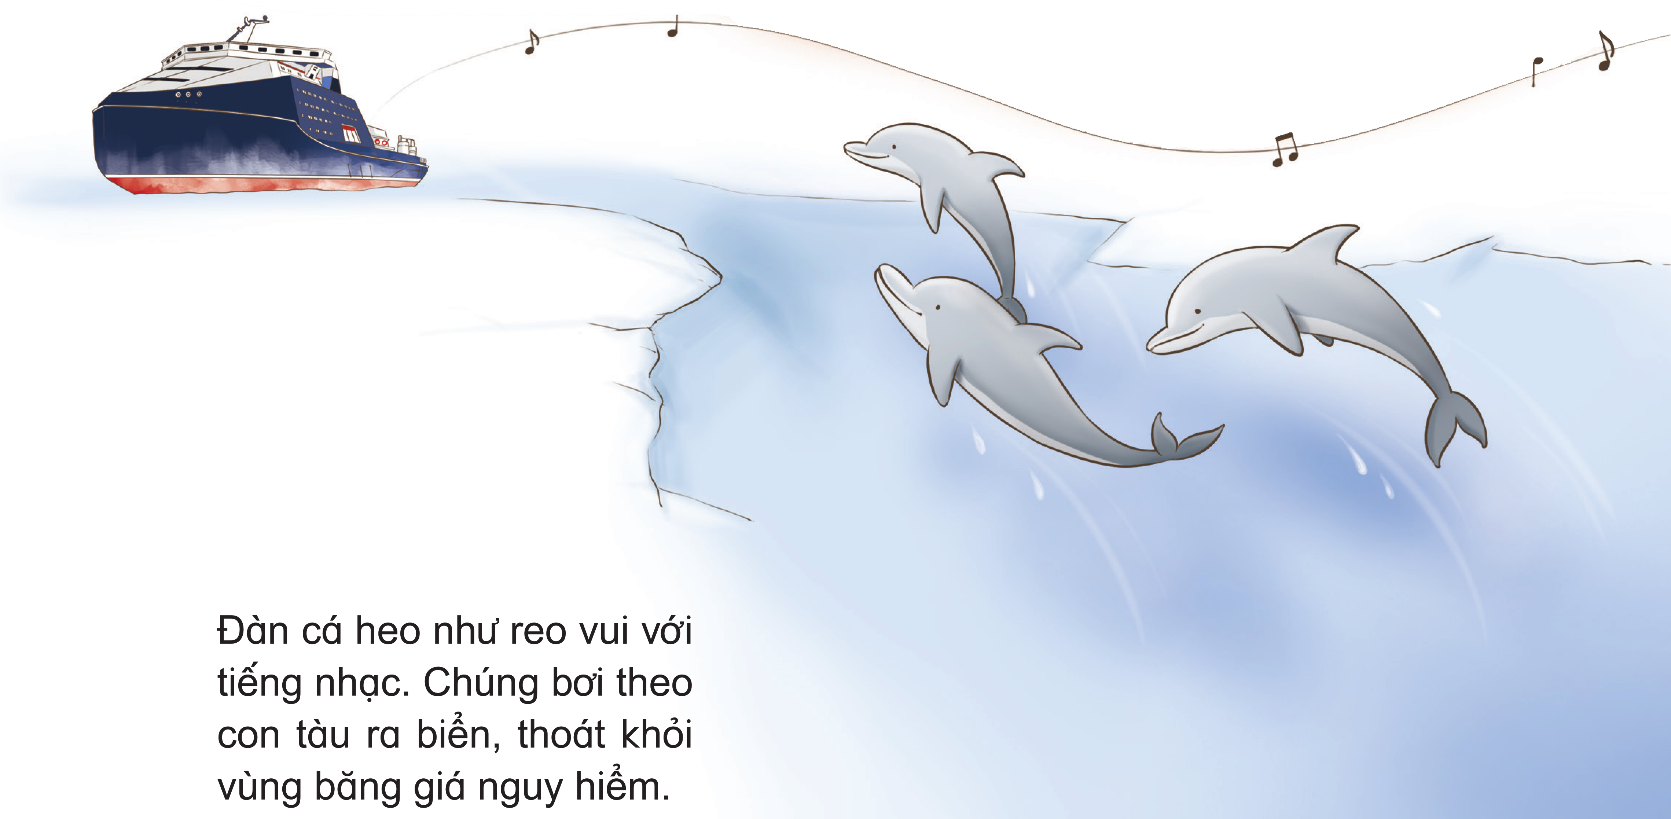 Đàn cá heo như reo vui với
tiếng nhạc. Chúng bơi theo
con tàu ra biển, thoát khỏi
vùng băng giá nguy hiểm.